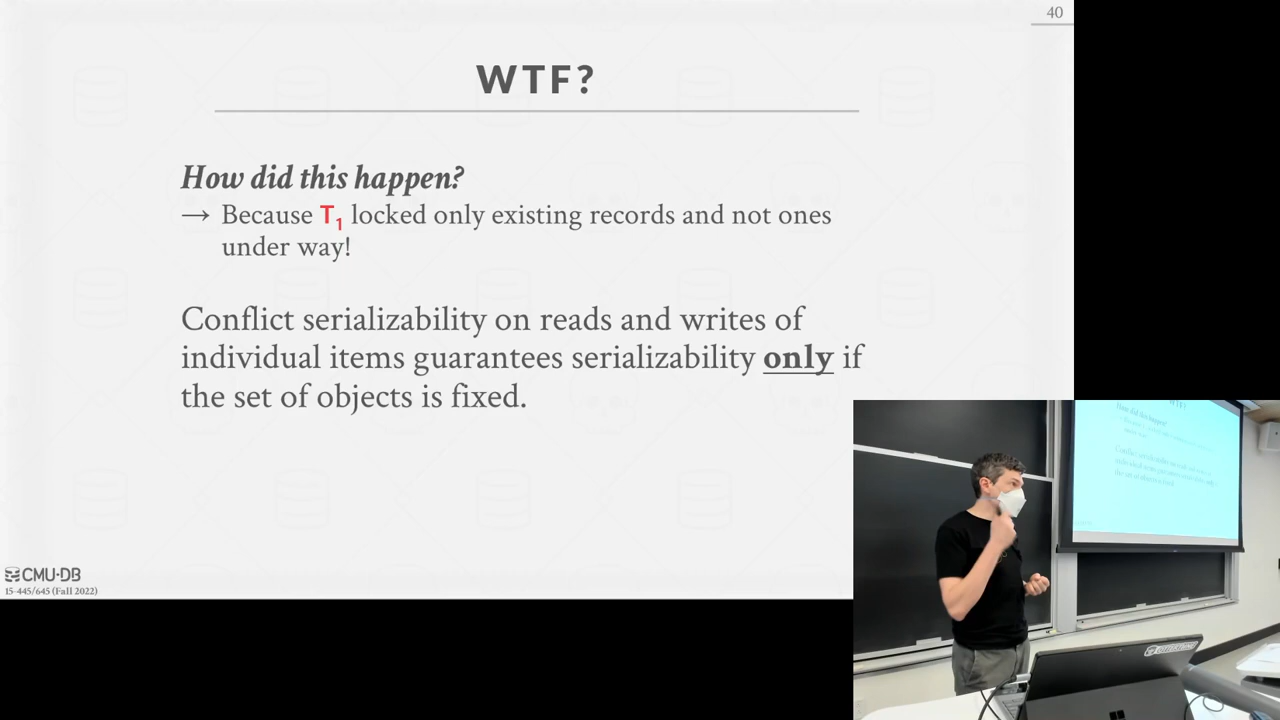 40
WTF?
How did this happen?
→ Because T1 locked only existing records and not ones
under way!
Conflict serializability on reads and writes of
individual items guarantees serializability only if
the set of objects is fixed.
CMU·DB
15-445/645 (Fall 2022)